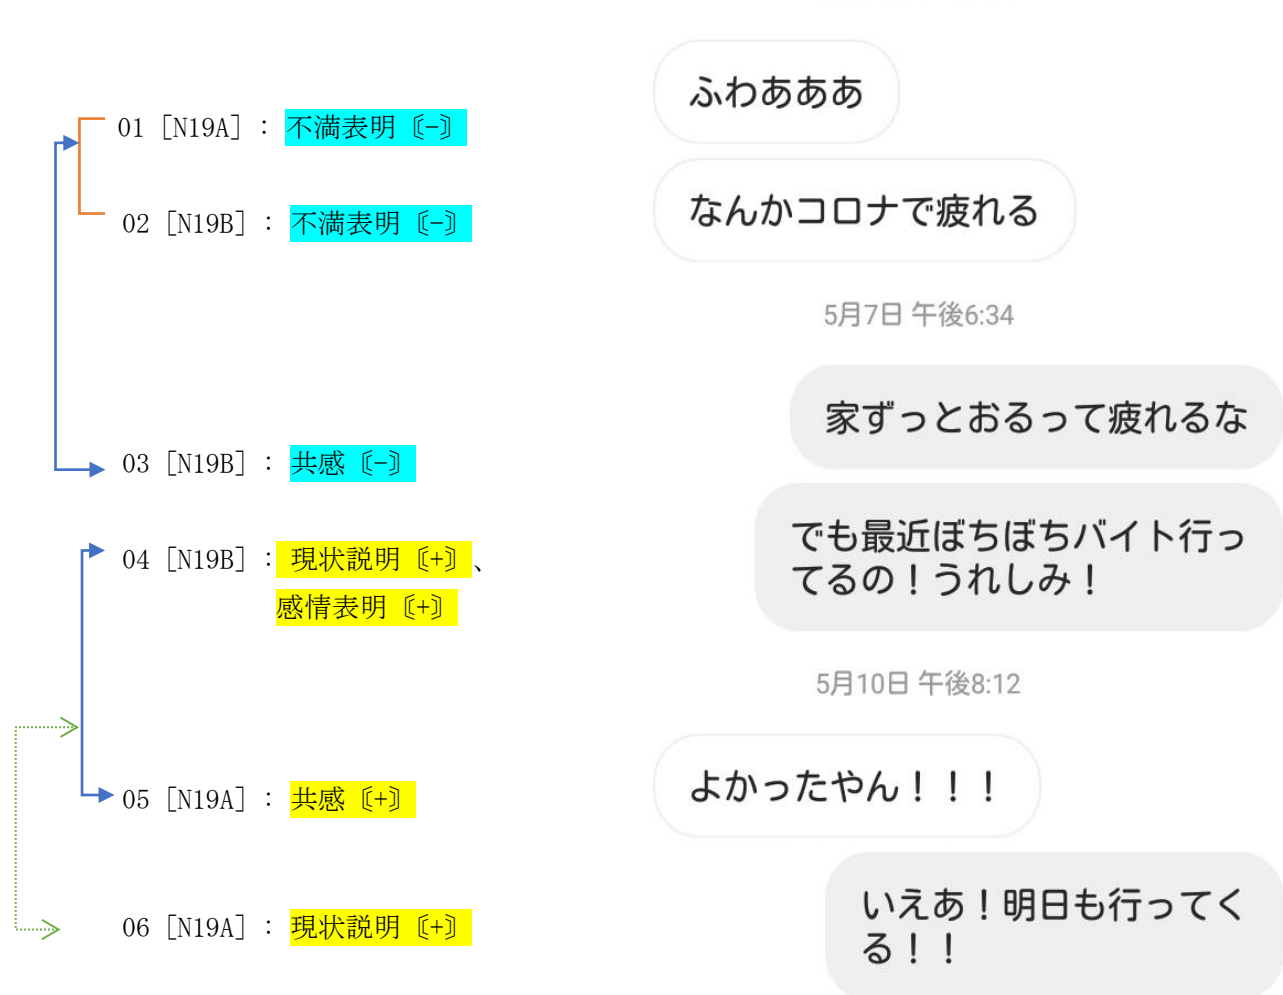 ふわあああ
01［N19A］：不満表明〔-〕
なんかコロナで疲れる
02［N19B］：不満表明〔-〕
5月7日 午後6:34
家ずっとおるって疲れるな
03［N19B］：共感〔-〕
でも最近ぼちぼちバイト行っ
てるの！うれしみ！
04［N19B］：現状説明〔+〕、
感情表明〔+〕
5月10日 午後8:12
よかったやん！！！
05［N19A］：共感〔+〕
いえあ！明日も行ってく
る！！
06［N19A］：現状説明〔+〕